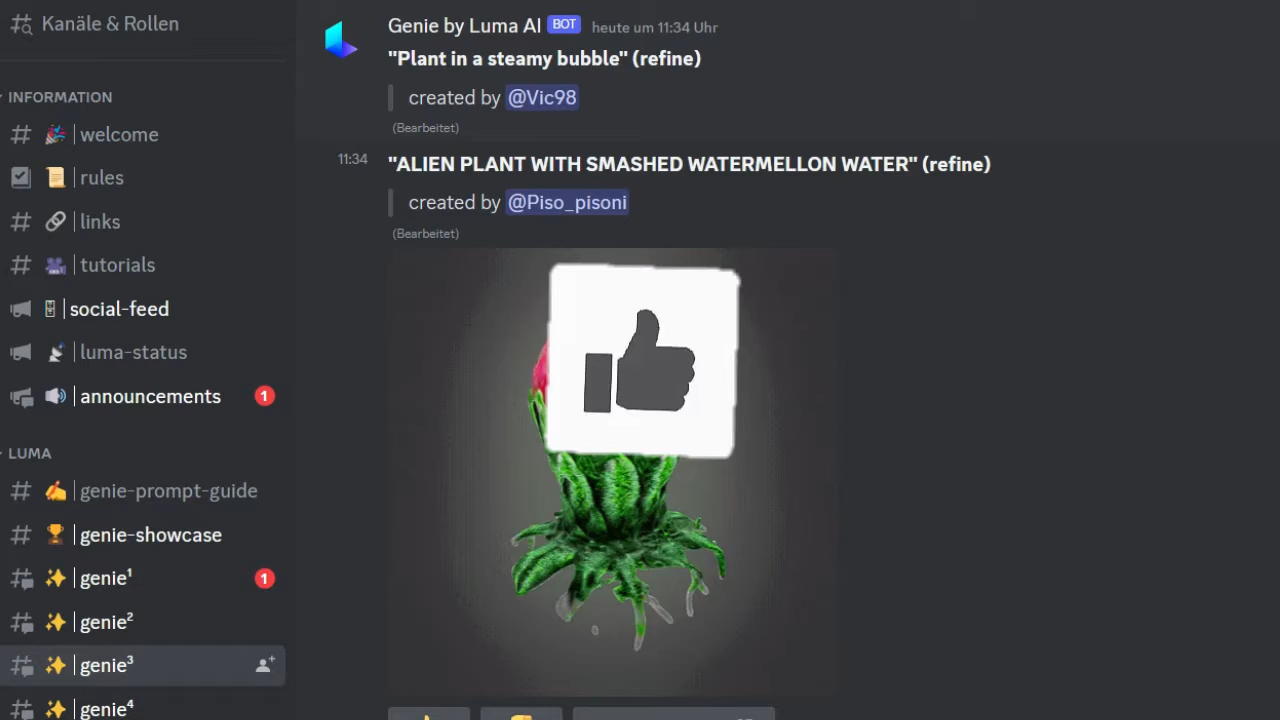 Kanäle & Rollen
INFORMATION
welcome
rules
links
tutorials
social-feed
luma-status
announcements 1
LUMA
genie-prompt-guide
genie-showcase
genie¹ 1
genie²
genie³
genie⁴
Genie by Luma AI BOT heute um 11:34 Uhr
"Plant in a steamy bubble" (refine)
created by @Vic98
(Bearbeitet)
11:34 "ALIEN PLANT WITH SMASHED WATERMELLON WATER" (refine)
created by @Piso_pisoni
(Bearbeitet)